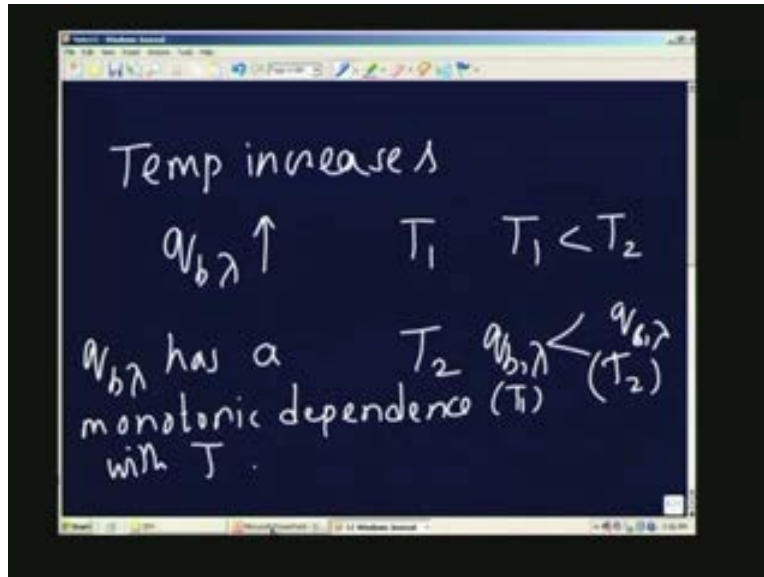 Temp increases
q_bλ ↑ T₁ T₁ < T₂
q_bλ has a T₂ q_b,λ < q_b,λ
monotonic dependence (T₁) (T₂)
with T.